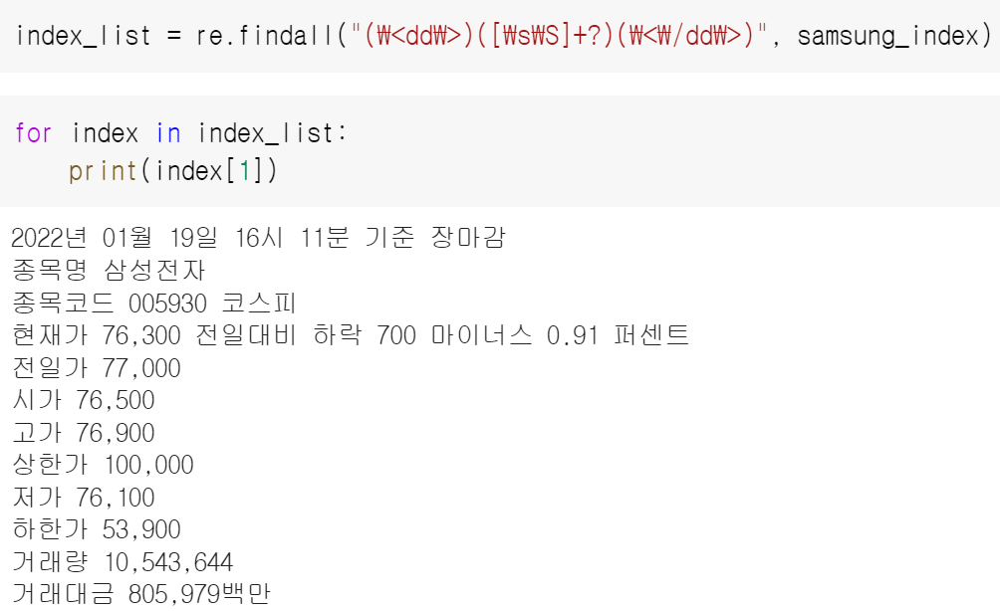 index_list = re.findall("(₩<dd₩>)([₩s₩S]+?)(₩<₩/dd₩>)", samsung_index)
for index in index_list:
    print(index[1])
2022년 01월 19일 16시 11분 기준 장마감
종목명 삼성전자
종목코드 005930 코스피
현재가 76,300 전일대비 하락 700 마이너스 0.91 퍼센트
전일가 77,000
시가 76,500
고가 76,900
상한가 100,000
저가 76,100
하한가 53,900
거래량 10,543,644
거래대금 805,979백만